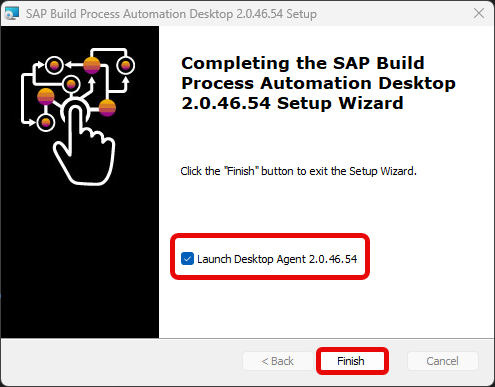 SAP Build Process Automation Desktop 2.0.46.54 Setup
Completing the SAP Build
Process Automation Desktop
2.0.46.54 Setup Wizard
Click the "Finish" button to exit the Setup Wizard.
Launch Desktop Agent 2.0.46.54
< Back Finish Cancel